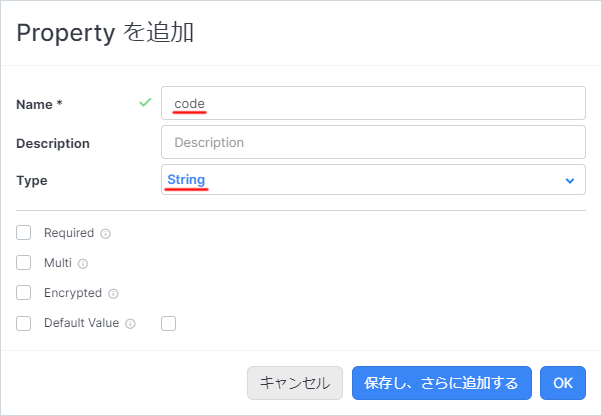 Property を追加
Name *
code
Description
Description
Type
String
Required
Multi
Encrypted
Default Value
キャンセル
保存し、さらに追加する
OK